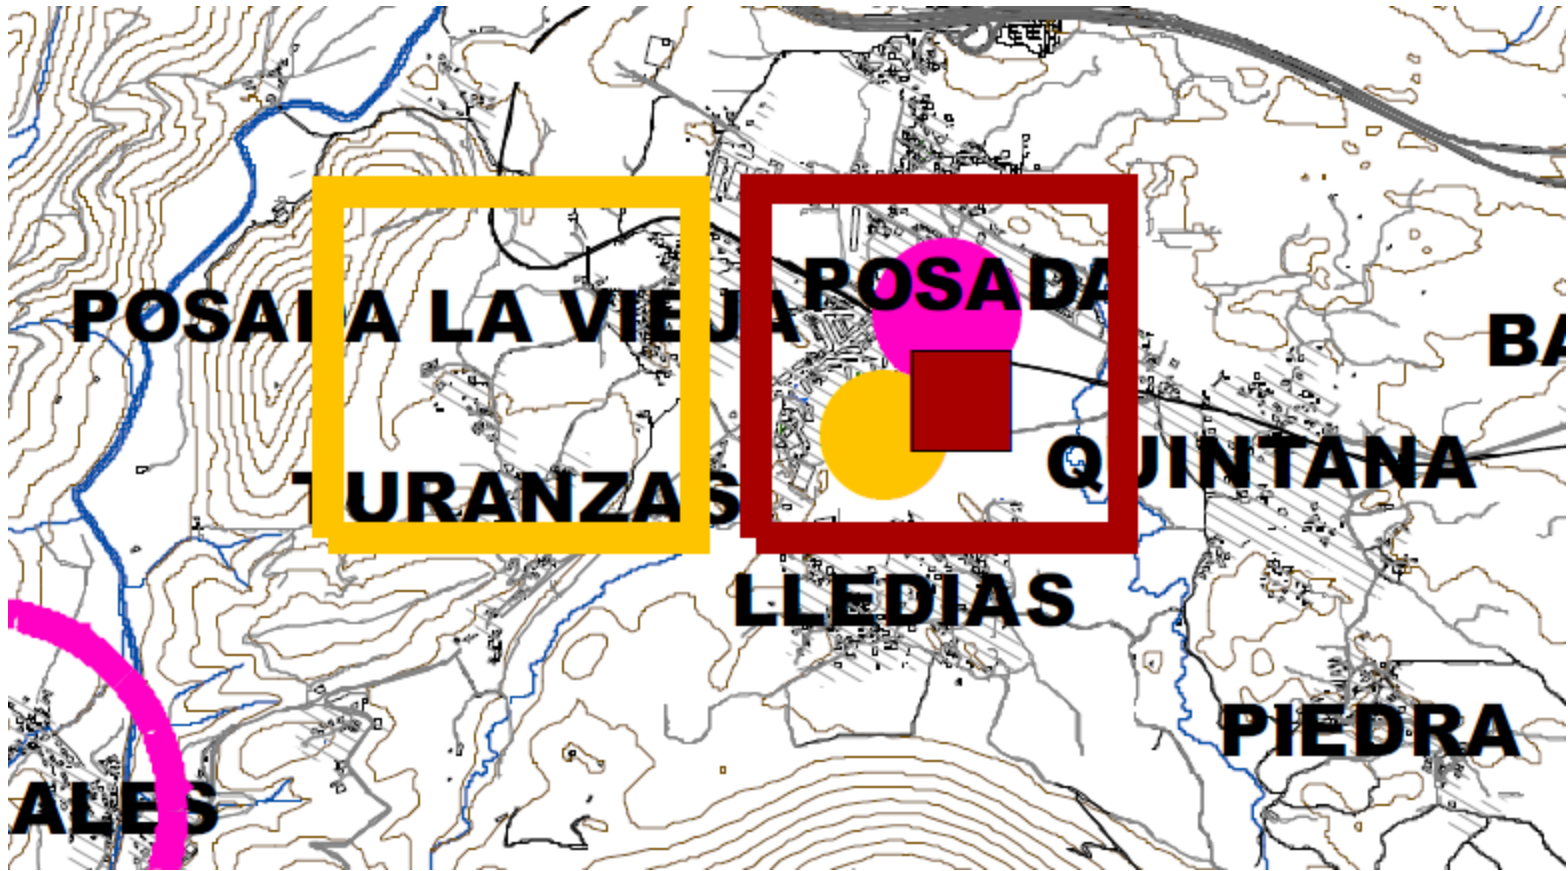 POSADA
POSADA LA VIEJA
BA
QUINTANA
TURANZAS
LLEDIAS
PIEDRA
ALES